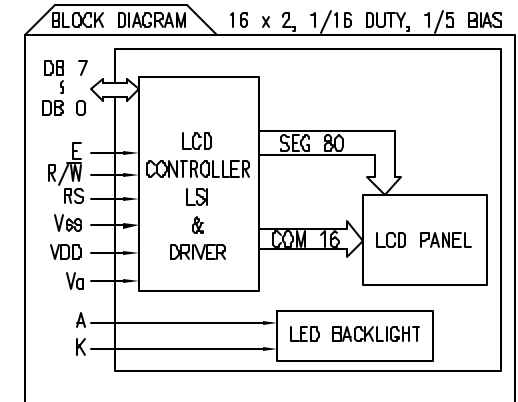 BLOCK DIAGRAM 16 x 2, 1/16 DUTY, 1/5 BIAS
DB 7
DB 0
E
R/W̅
RS
Vss
VDD
Va
A
K
LCD
CONTROLLER
LSI
&
DRIVER
SEG 80
COM 16
LCD PANEL
LED BACKLIGHT